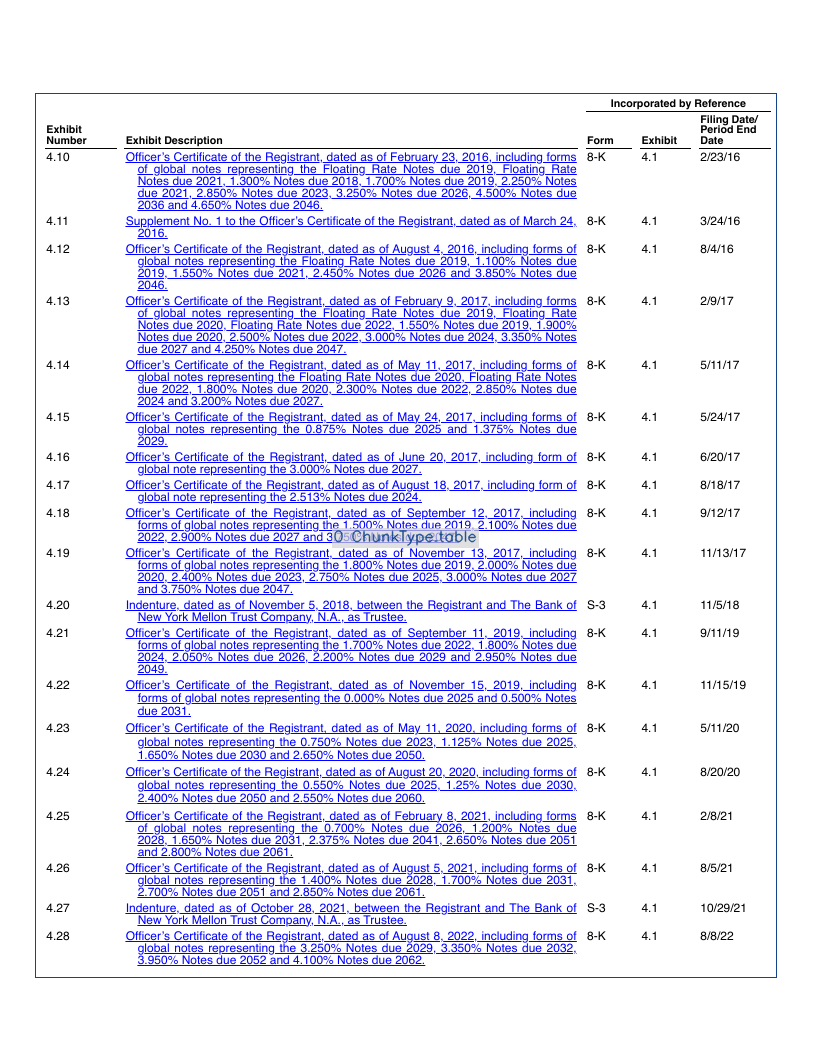 Incorporated by Reference
Exhibit Number Exhibit Description Form Exhibit Filing Date/ Period End Date
4.10 Officer's Certificate of the Registrant, dated as of February 23, 2016, including forms 8-K 4.1 2/23/16
of global notes representing the Floating Rate Notes due 2019, Floating Rate
Notes due 2021, 1.300% Notes due 2018, 1.700% Notes due 2019, 2.250% Notes
due 2021, 2.850% Notes due 2023, 3.250% Notes due 2026, 4.500% Notes due
2036 and 4.650% Notes due 2046.
4.11 Supplement No. 1 to the Officer's Certificate of the Registrant, dated as of March 24, 8-K 4.1 3/24/16
2016.
4.12 Officer's Certificate of the Registrant, dated as of August 4, 2016, including forms of 8-K 4.1 8/4/16
global notes representing the Floating Rate Notes due 2019, 1.100% Notes due
2019, 1.550% Notes due 2021, 2.450% Notes due 2026 and 3.850% Notes due
2046.
4.13 Officer's Certificate of the Registrant, dated as of February 9, 2017, including forms 8-K 4.1 2/9/17
of global notes representing the Floating Rate Notes due 2019, Floating Rate
Notes due 2020, Floating Rate Notes due 2022, 1.550% Notes due 2019, 1.900%
Notes due 2020, 2.500% Notes due 2022, 3.000% Notes due 2024, 3.350% Notes
due 2027 and 4.250% Notes due 2047.
4.14 Officer's Certificate of the Registrant, dated as of May 11, 2017, including forms of 8-K 4.1 5/11/17
global notes representing the Floating Rate Notes due 2020, Floating Rate Notes
due 2022, 1.800% Notes due 2020, 2.300% Notes due 2022, 2.850% Notes due
2024 and 3.200% Notes due 2027.
4.15 Officer's Certificate of the Registrant, dated as of May 24, 2017, including forms of 8-K 4.1 5/24/17
global notes representing the 0.875% Notes due 2025 and 1.375% Notes due
2029.
4.16 Officer's Certificate of the Registrant, dated as of June 20, 2017, including form of 8-K 4.1 6/20/17
global note representing the 3.000% Notes due 2027.
4.17 Officer's Certificate of the Registrant, dated as of August 18, 2017, including form of 8-K 4.1 8/18/17
global note representing the 2.513% Notes due 2024.
4.18 Officer's Certificate of the Registrant, dated as of September 12, 2017, including 8-K 4.1 9/12/17
forms of global notes representing the 1.500% Notes due 2019, 2.100% Notes due
2022, 2.900% Notes due 2027 and 3
0 ChunkType.table
4.19 Officer's Certificate of the Registrant, dated as of November 13, 2017, including 8-K 4.1 11/13/17
forms of global notes representing the 1.800% Notes due 2019, 2.000% Notes due
2020, 2.400% Notes due 2023, 2.750% Notes due 2025, 3.000% Notes due 2027
and 3.750% Notes due 2047.
4.20 Indenture, dated as of November 5, 2018, between the Registrant and The Bank of S-3 4.1 11/5/18
New York Mellon Trust Company, N.A., as Trustee.
4.21 Officer's Certificate of the Registrant, dated as of September 11, 2019, including 8-K 4.1 9/11/19
forms of global notes representing the 1.700% Notes due 2022, 1.800% Notes due
2024, 2.050% Notes due 2026, 2.200% Notes due 2029 and 2.950% Notes due
2049.
4.22 Officer's Certificate of the Registrant, dated as of November 15, 2019, including 8-K 4.1 11/15/19
forms of global notes representing the 0.000% Notes due 2025 and 0.500% Notes
due 2031.
4.23 Officer's Certificate of the Registrant, dated as of May 11, 2020, including forms of 8-K 4.1 5/11/20
global notes representing the 0.750% Notes due 2023, 1.125% Notes due 2025,
1.650% Notes due 2030 and 2.650% Notes due 2050.
4.24 Officer's Certificate of the Registrant, dated as of August 20, 2020, including forms of 8-K 4.1 8/20/20
global notes representing the 0.550% Notes due 2025, 1.25% Notes due 2030,
2.400% Notes due 2050 and 2.550% Notes due 2060.
4.25 Officer's Certificate of the Registrant, dated as of February 8, 2021, including forms 8-K 4.1 2/8/21
of global notes representing the 0.700% Notes due 2026, 1.200% Notes due
2028, 1.650% Notes due 2031, 2.375% Notes due 2041, 2.650% Notes due 2051
and 2.800% Notes due 2061.
4.26 Officer's Certificate of the Registrant, dated as of August 5, 2021, including forms of 8-K 4.1 8/5/21
global notes representing the 1.400% Notes due 2028, 1.700% Notes due 2031,
2.700% Notes due 2051 and 2.850% Notes due 2061.
4.27 Indenture, dated as of October 28, 2021, between the Registrant and The Bank of S-3 4.1 10/29/21
New York Mellon Trust Company, N.A., as Trustee.
4.28 Officer's Certificate of the Registrant, dated as of August 8, 2022, including forms of 8-K 4.1 8/8/22
global notes representing the 3.250% Notes due 2029, 3.350% Notes due 2032,
3.950% Notes due 2052 and 4.100% Notes due 2062.